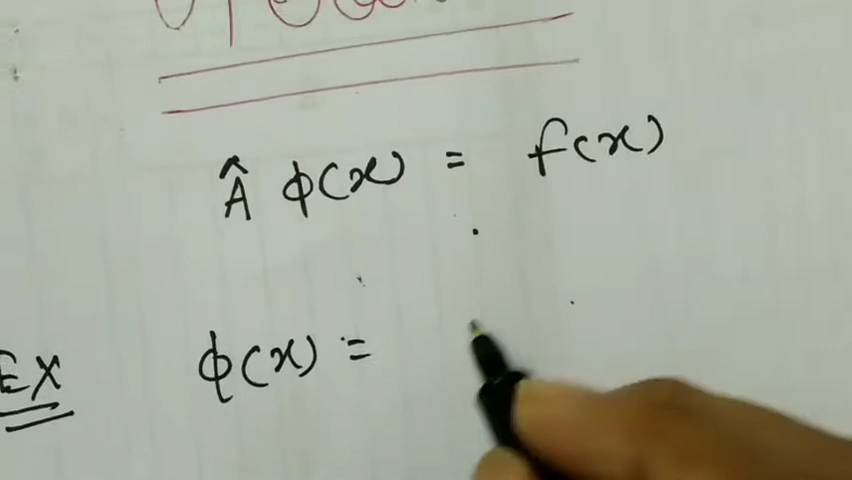 Â ϕ(x) = f(x)
EX ϕ(x) =